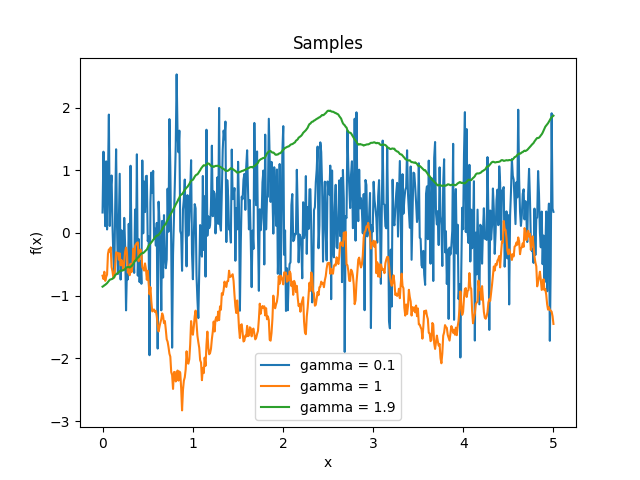 Samples
f(x)
2
1
0
−1
−2
−3
gamma = 0.1
gamma = 1
gamma = 1.9
0
1
2
3
4
5
x